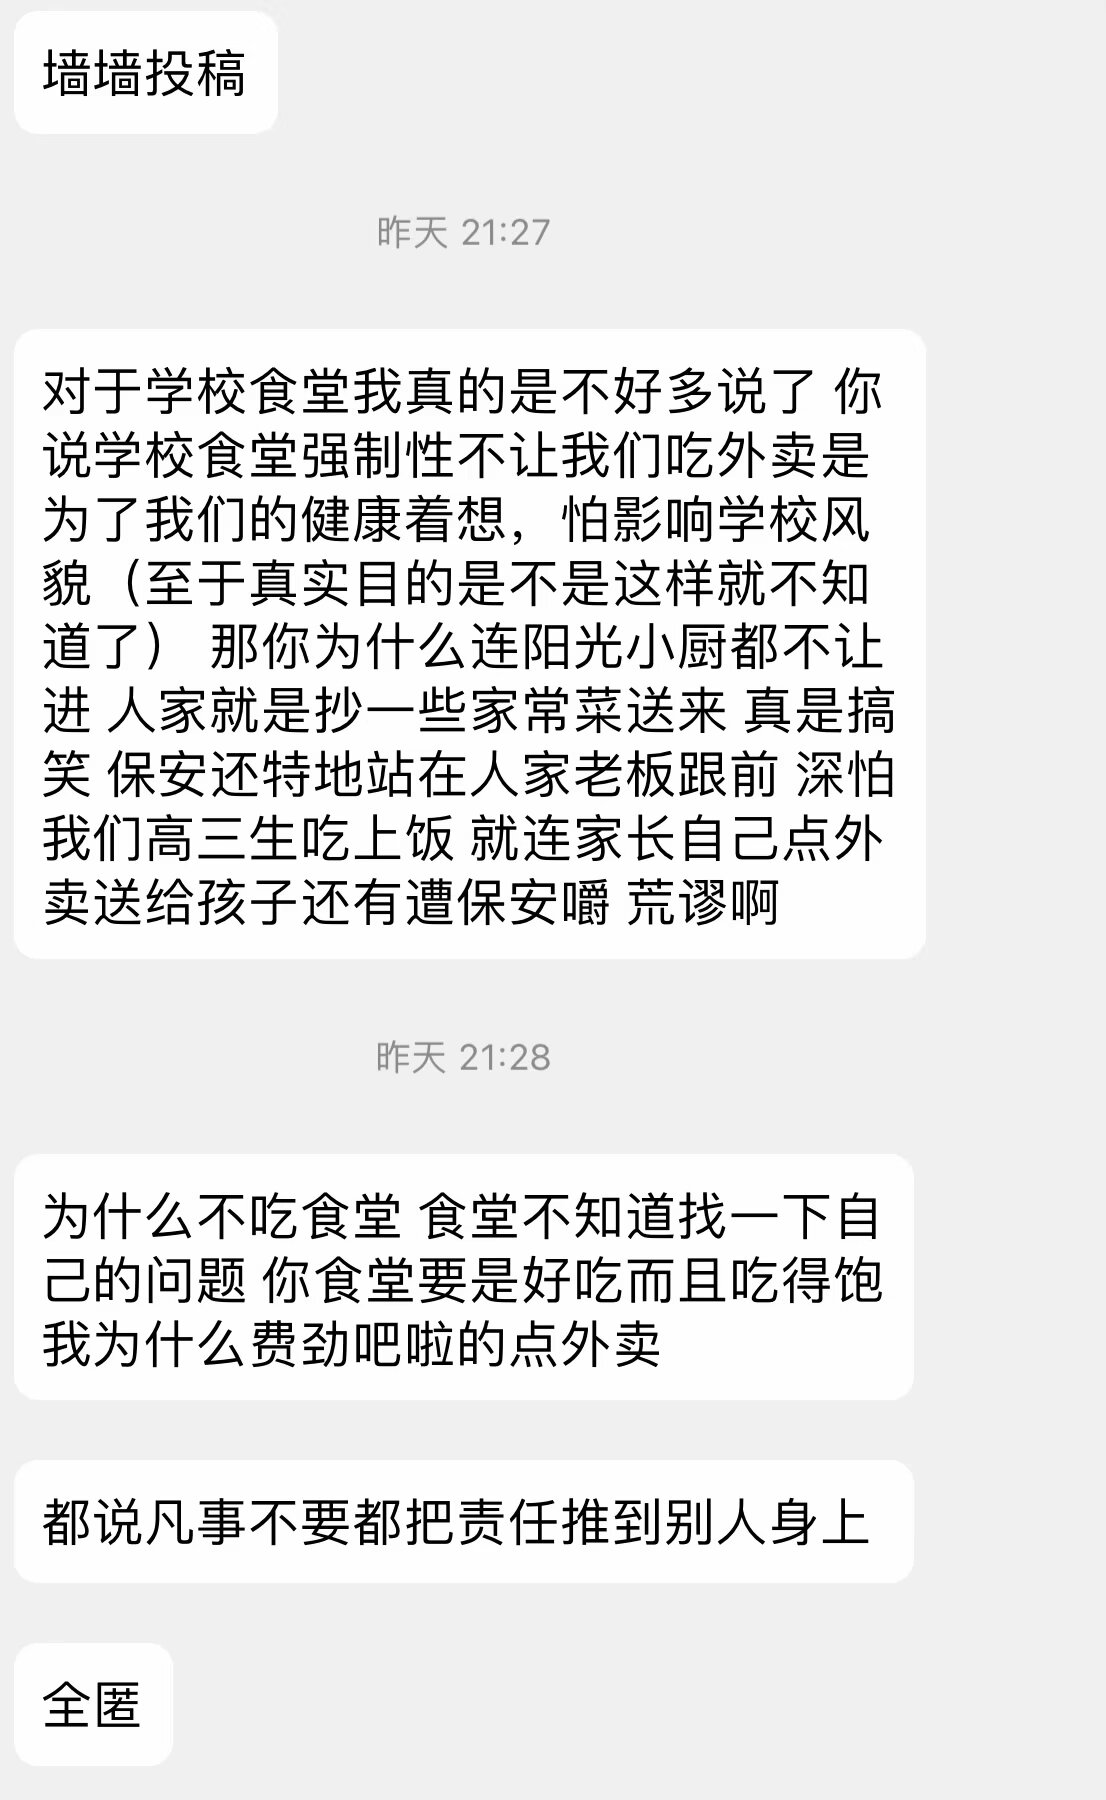 墙墙投稿
昨天 21:27
对于学校食堂我真的是不好多说了 你
说学校食堂强制性不让我们吃外卖是
为了我们的健康着想，怕影响学校风
貌（至于真实目的是不是这样就不知
道了） 那你为什么连阳光小厨都不让
进 人家就是抄一些家常菜送来 真是搞
笑 保安还特地站在人家老板跟前 深怕
我们高三生吃上饭 就连家长自己点外
卖送给孩子还有遭保安嚼 荒谬啊
昨天 21:28
为什么不吃食堂 食堂不知道找一下自
己的问题 你食堂要是好吃而且吃得饱
我为什么费劲吧啦的点外卖
都说凡事不要都把责任推到别人身上
全匿